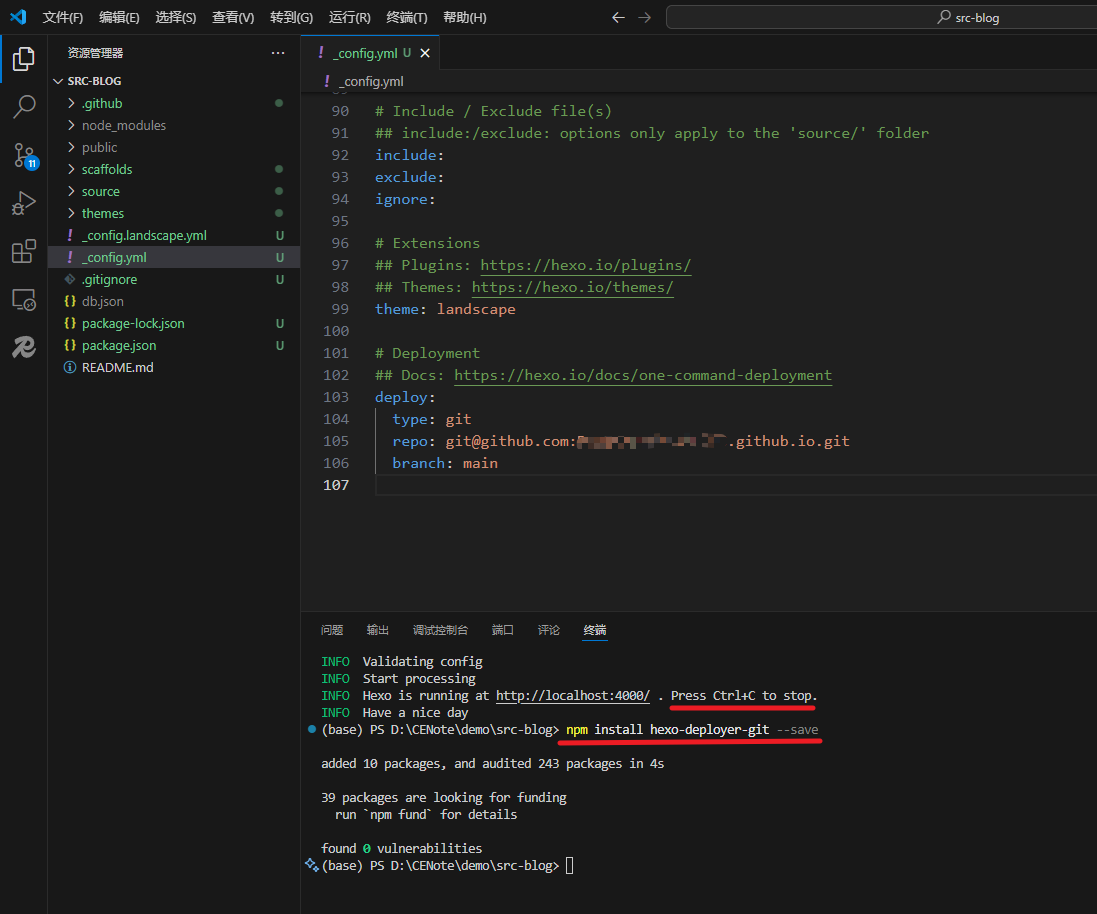 文件(F) 编辑(E) 选择(S) 查看(V) 转到(G) 运行(R) 终端(T) 帮助(H)
src-blog
资源管理器
SRC-BLOG
.github
node_modules
public
scaffolds
source
themes
_config.landscape.yml U
_config.yml U
.gitignore U
db.json
package-lock.json U
package.json U
README.md
11
_config.yml U
_config.yml
90 # Include / Exclude file(s)
91 ## include:/exclude: options only apply to the 'source/' folder
92 include:
93 exclude:
94 ignore:
95
96 # Extensions
97 ## Plugins: https://hexo.io/plugins/
98 ## Themes: https://hexo.io/themes/
99 theme: landscape
100
101 # Deployment
102 ## Docs: https://hexo.io/docs/one-command-deployment
103 deploy:
104 type: git
105 repo: git@github.com: .github.io.git
106 branch: main
107
问题 输出 调试控制台 端口 评论 终端
INFO Validating config
INFO Start processing
INFO Hexo is running at http://localhost:4000/ . Press Ctrl+C to stop.
INFO Have a nice day
(base) PS D:\CENote\demo\src-blog> npm install hexo-deployer-git --save
added 10 packages, and audited 243 packages in 4s
39 packages are looking for funding
run `npm fund` for details
found 0 vulnerabilities
(base) PS D:\CENote\demo\src-blog>